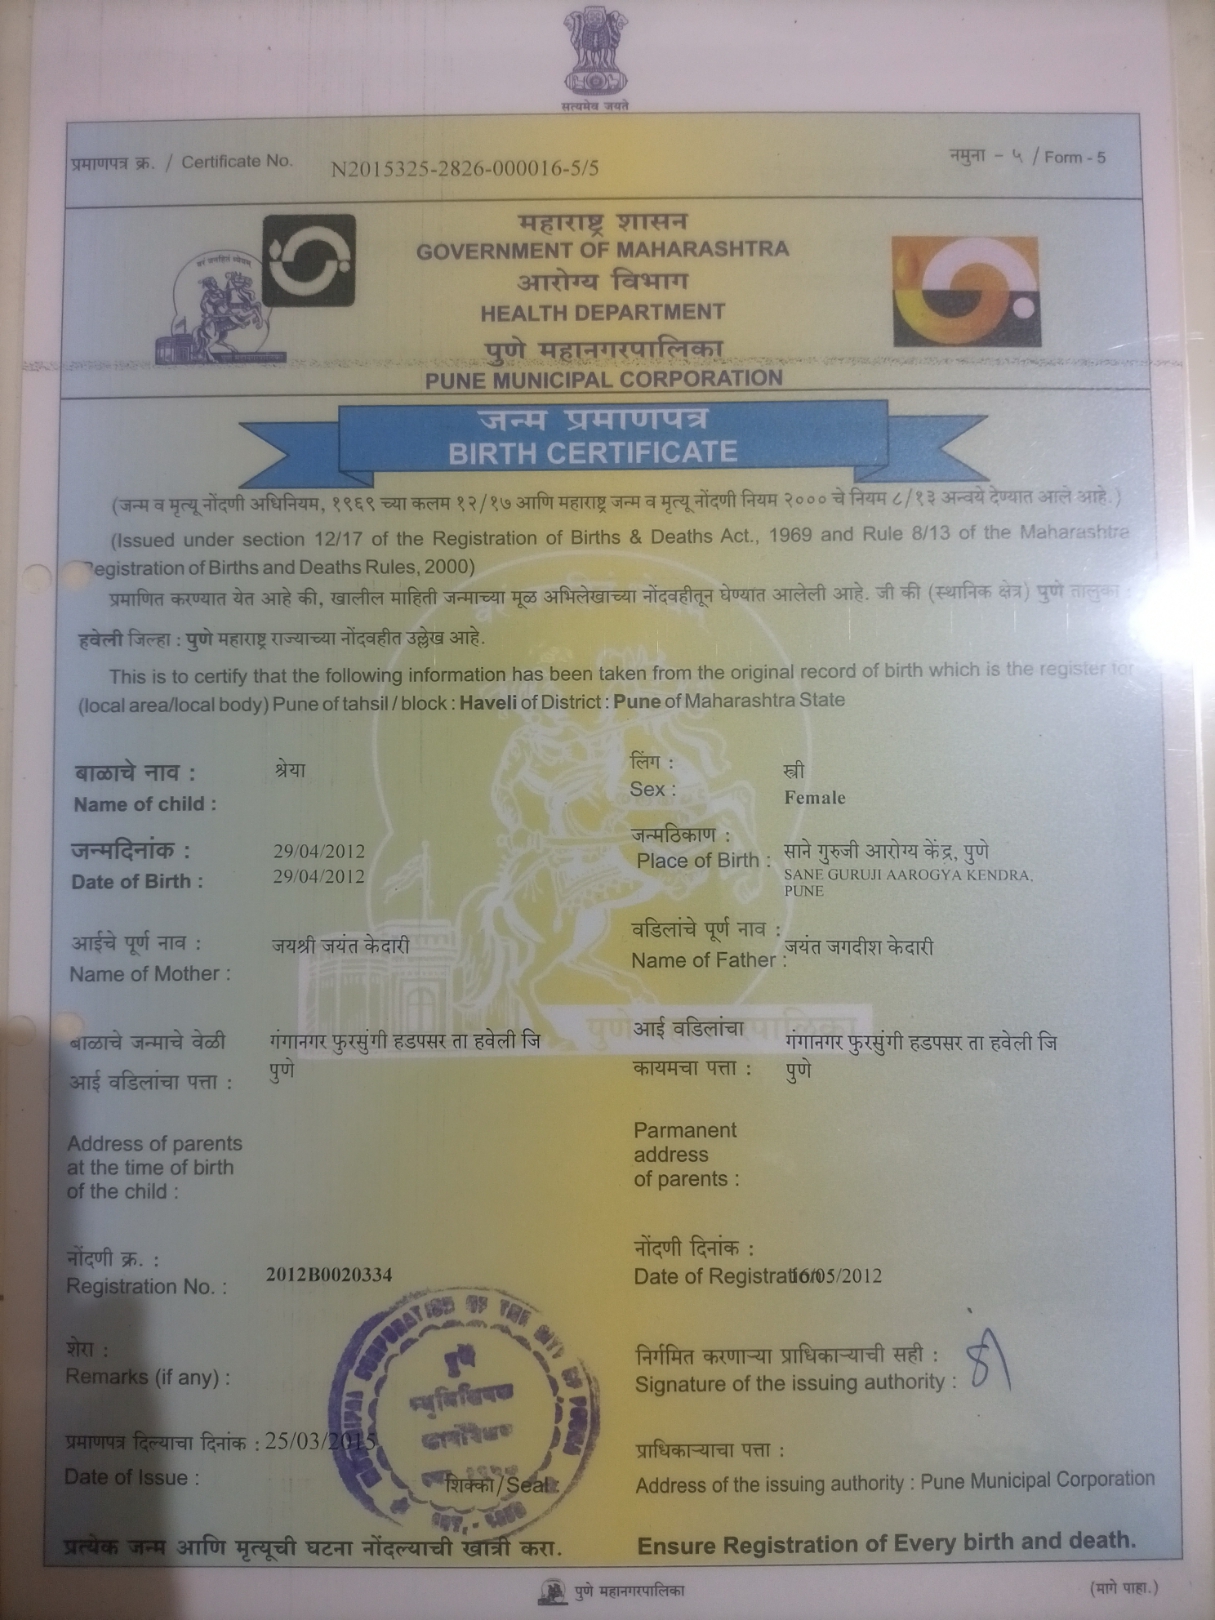 सत्यमेव जयते
प्रमाणपत्र क्र. / Certificate No. N2015325-2826-000016-5/5
नमुना - ५ / Form - 5
महाराष्ट्र शासन
GOVERNMENT OF MAHARASHTRA
आरोग्य विभाग
HEALTH DEPARTMENT
पुणे महानगरपालिका
PUNE MUNICIPAL CORPORATION
जन्म प्रमाणपत्र
BIRTH CERTIFICATE
(जन्म व मृत्यू नोंदणी अधिनियम, १९६९ च्या कलम १२/१७ आणि महाराष्ट्र जन्म व मृत्यू नोंदणी नियम २००० चे नियम ८/१३ अन्वये देण्यात आले आहे.)
(Issued under section 12/17 of the Registration of Births & Deaths Act., 1969 and Rule 8/13 of the Maharashtra
Registration of Births and Deaths Rules, 2000)
प्रमाणित करण्यात येत आहे की, खालील माहिती जन्माच्या मूळ अभिलेखाच्या नोंदवहीतून घेण्यात आलेली आहे. जी की (स्थानिक क्षेत्र) पुणे तालुका :
हवेली जिल्हा : पुणे महाराष्ट्र राज्याच्या नोंदवहीत उल्लेख आहे.
This is to certify that the following information has been taken from the original record of birth which is the register for
(local area/local body) Pune of tahsil / block : Haveli of District : Pune of Maharashtra State
बाळाचे नाव : श्रेया
Name of child :
लिंग : स्त्री
Sex : Female
जन्मदिनांक : 29/04/2012
Date of Birth : 29/04/2012
जन्मठिकाण : साने गुरुजी आरोग्य केंद्र, पुणे
Place of Birth : SANE GURUJI AAROGYA KENDRA,
PUNE
आईचे पूर्ण नाव : जयश्री जयंत केदारी
Name of Mother :
वडिलांचे पूर्ण नाव : जयंत जगदीश केदारी
Name of Father :
बाळाचे जन्माचे वेळी गंगानगर फुरसुंगी हडपसर ता हवेली जि
आई वडिलांचा पत्ता : पुणे
आई वडिलांचा गंगानगर फुरसुंगी हडपसर ता हवेली जि
कायमचा पत्ता : पुणे
Address of parents
at the time of birth
of the child :
Parmanent
address
of parents :
नोंदणी क्र. :
Registration No. : 2012B0020334
नोंदणी दिनांक :
Date of Registration 16/05/2012
शेरा :
Remarks (if any) :
निर्गमित करणाऱ्या प्राधिकाऱ्याची सही :
Signature of the issuing authority :
प्रमाणपत्र दिल्याचा दिनांक : 25/03/2015
Date of Issue :
MUNICIPAL CORPORATION OF THE CITY OF POONA
पुणे
म्युनिसिपल
कार्पोरेशन
शिक्का/Seal :
प्राधिकाऱ्याचा पत्ता :
Address of the issuing authority : Pune Municipal Corporation
प्रत्येक जन्म आणि मृत्यूची घटना नोंदल्याची खात्री करा.
Ensure Registration of Every birth and death.
पुणे महानगरपालिका
(मागे पाहा.)